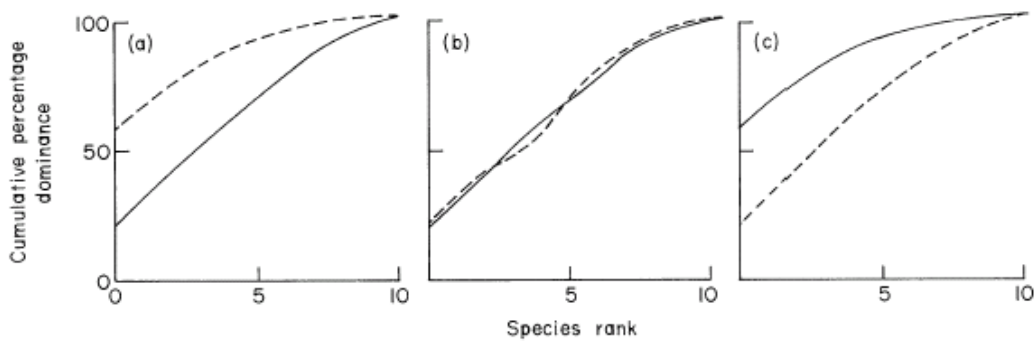 Cumulative percentage
dominance
100
50
0
(a)
(b)
(c)
0 5 10
5 10
5 10
Species rank